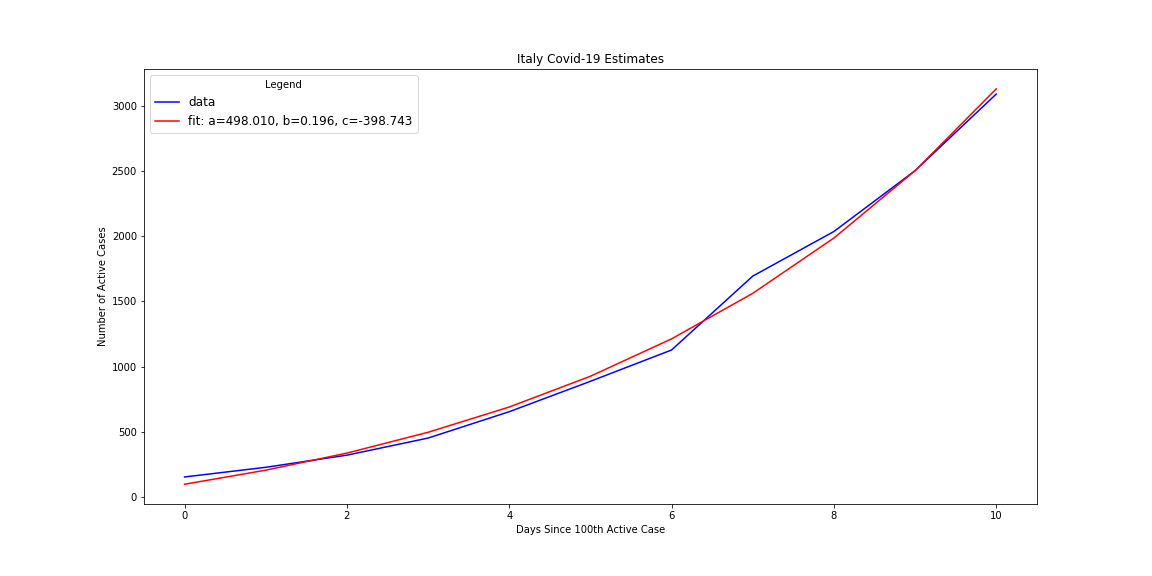 Italy Covid-19 Estimates
Legend
data
fit: a=498.010, b=0.196, c=-398.743
Number of Active Cases
3000
2500
2000
1500
1000
500
0
0 2 4 6 8 10
Days Since 100th Active Case